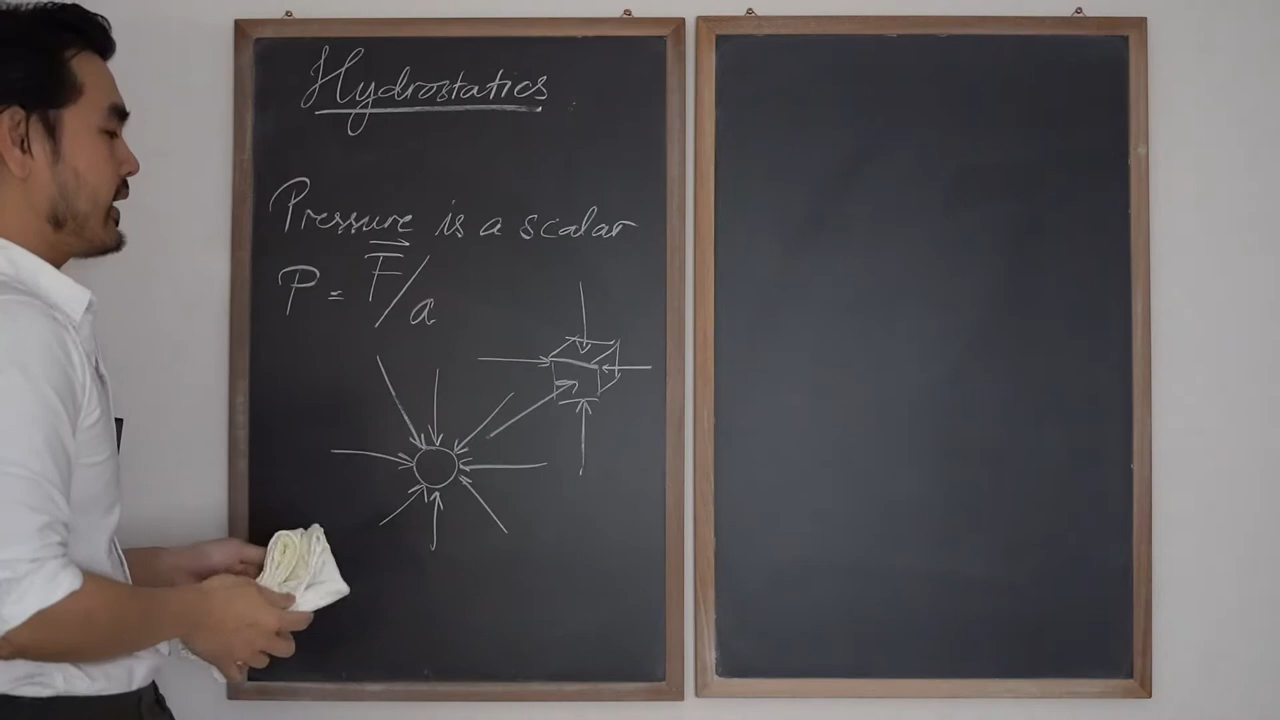 Hydrostatics
Pressure is a scalar
P = F/a